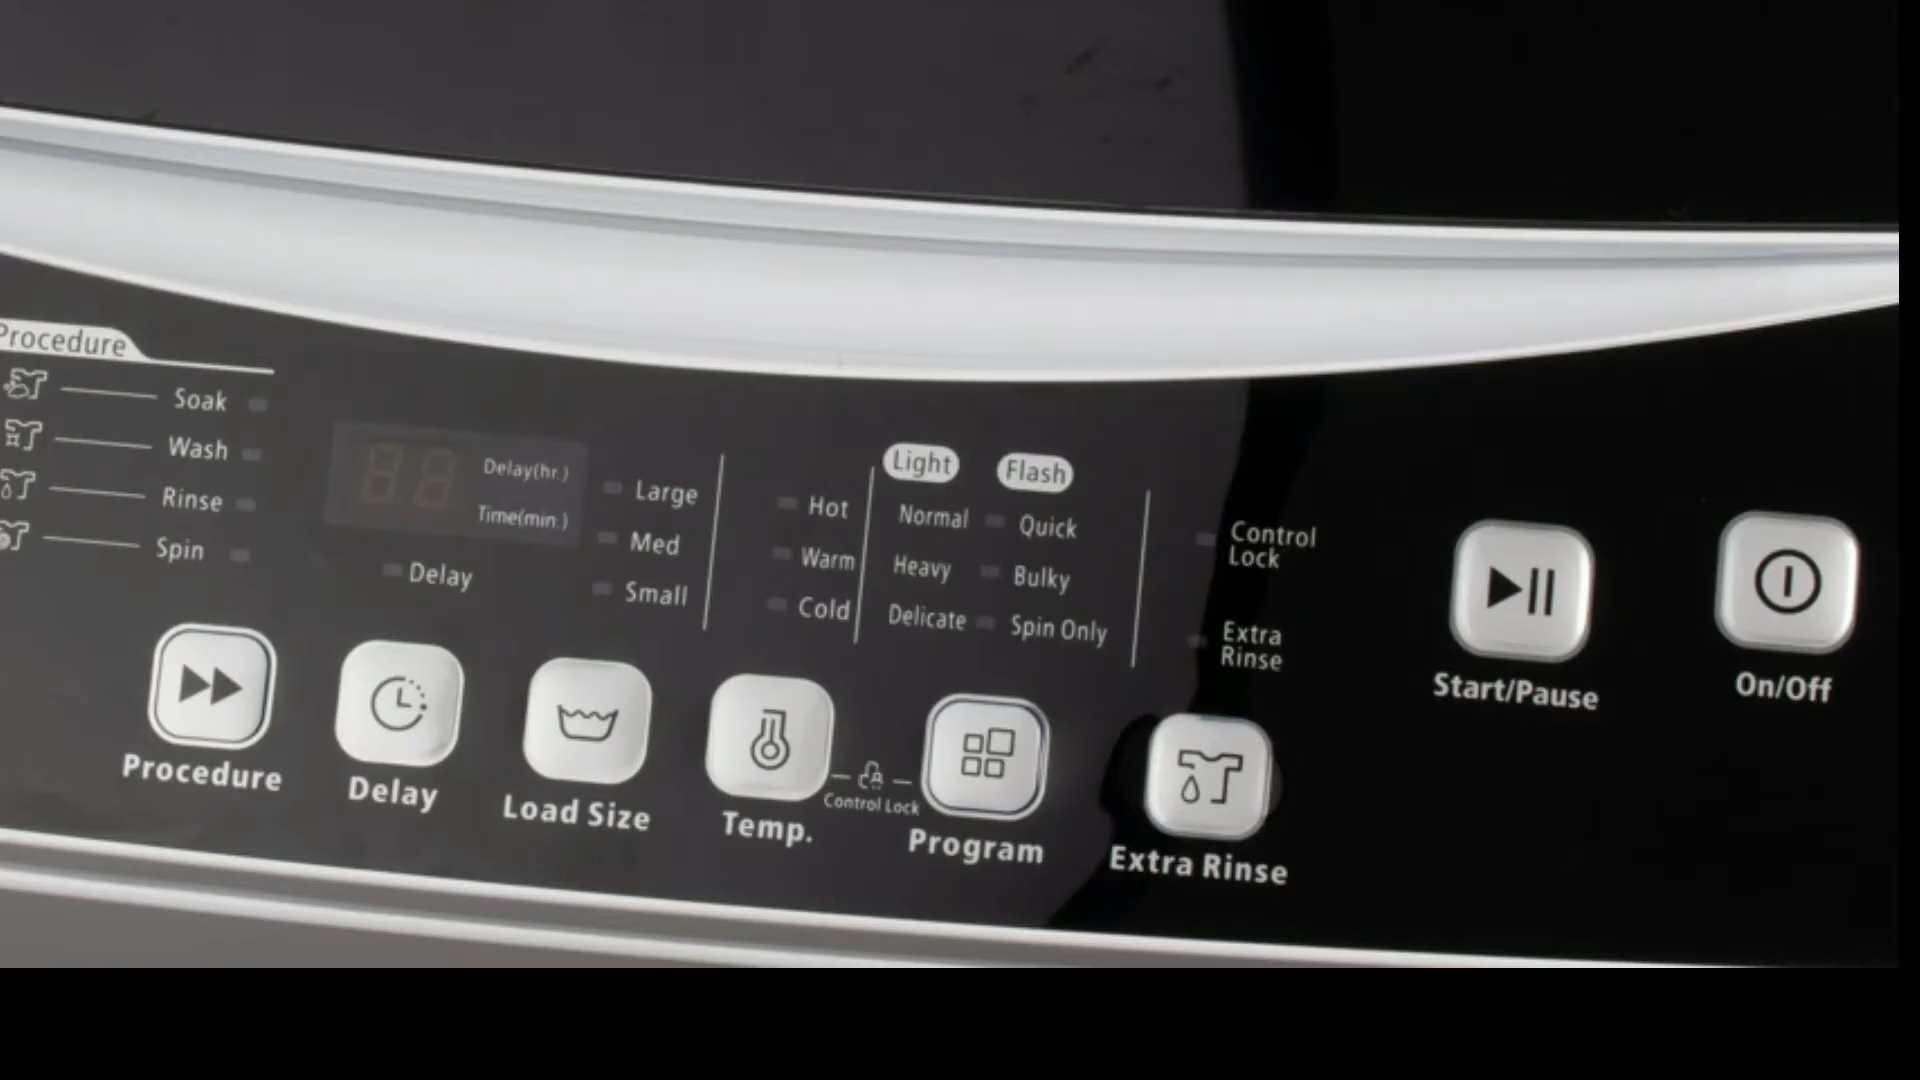 Procedure
Soak
Wash
Rinse
Spin
88
Delay(hr.)
Time(min.)
Delay
Large
Med
Small
Hot
Warm
Cold
Light Flash
Normal Quick
Heavy Bulky
Delicate Spin Only
Control
Lock
Extra
Rinse
Procedure
Delay
Load Size
Temp.
Control Lock
Program
Extra Rinse
Start/Pause
On/Off